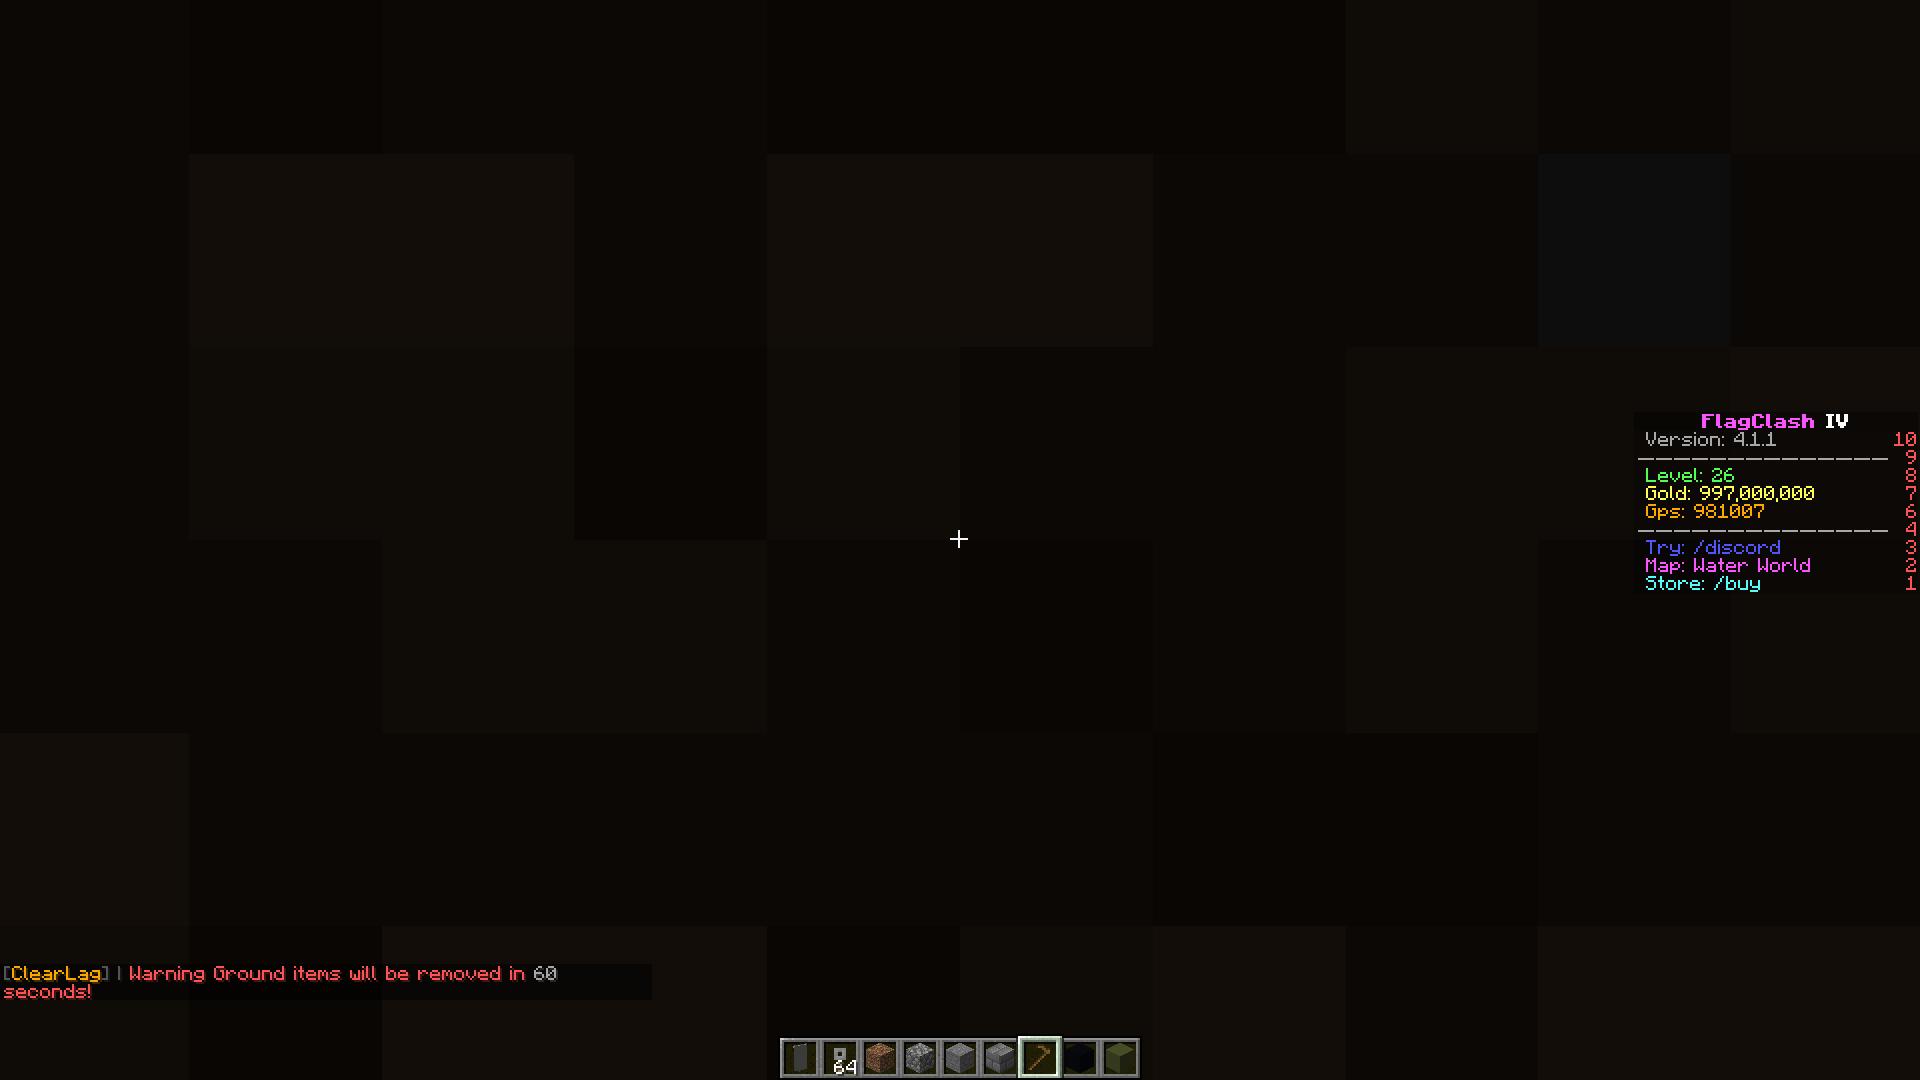 FlagClash IV
Version: 4.1.1 10
9
Level: 26 8
Gold: 997,000,000 7
Gps: 981007 6
4
Try: /discord 3
Map: Water World 2
Store: /buy 1
[ClearLag] | Warning Ground items will be removed in 60
seconds!
64